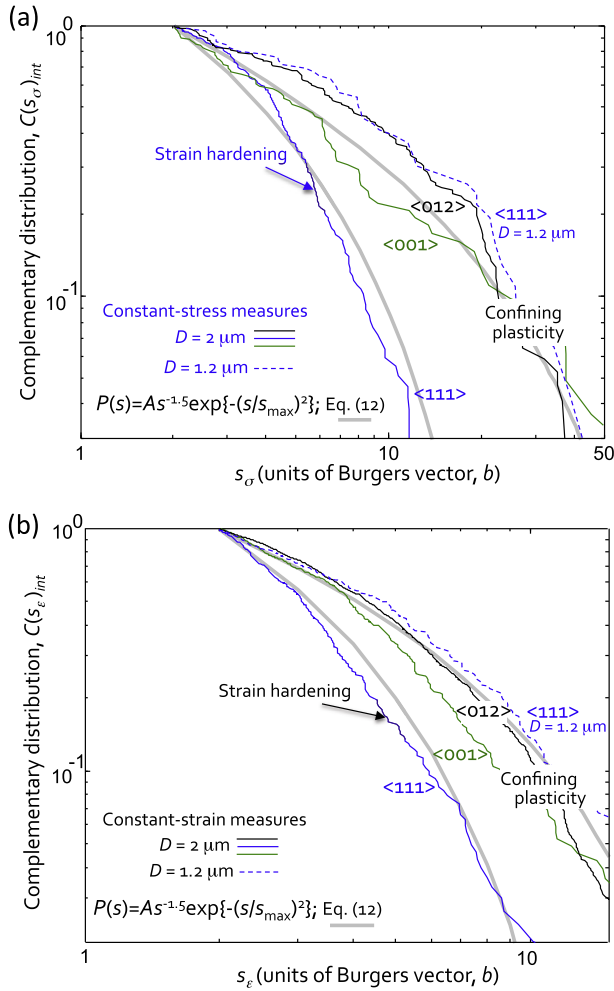 (a)
10⁰
10⁻¹
Complementary distribution, C(sσ)int
Strain hardening
<012>
<111>
D = 1.2 μm
<001>
Constant-stress measures
D = 2 μm
D = 1.2 μm
Confining
plasticity
<111>
P(s)=As⁻¹·⁵exp{-(s/smax)²}; Eq. (12)
1
10
50
sσ (units of Burgers vector, b)
(b)
10⁰
10⁻¹
Complementary distribution, C(sε)int
Strain hardening
<012>
<111>
D = 1.2 μm
<001>
<111>
Confining
plasticity
Constant-strain measures
D = 2 μm
D = 1.2 μm
P(s)=As⁻¹·⁵exp{-(s/smax)²}; Eq. (12)
1
10
sε (units of Burgers vector, b)